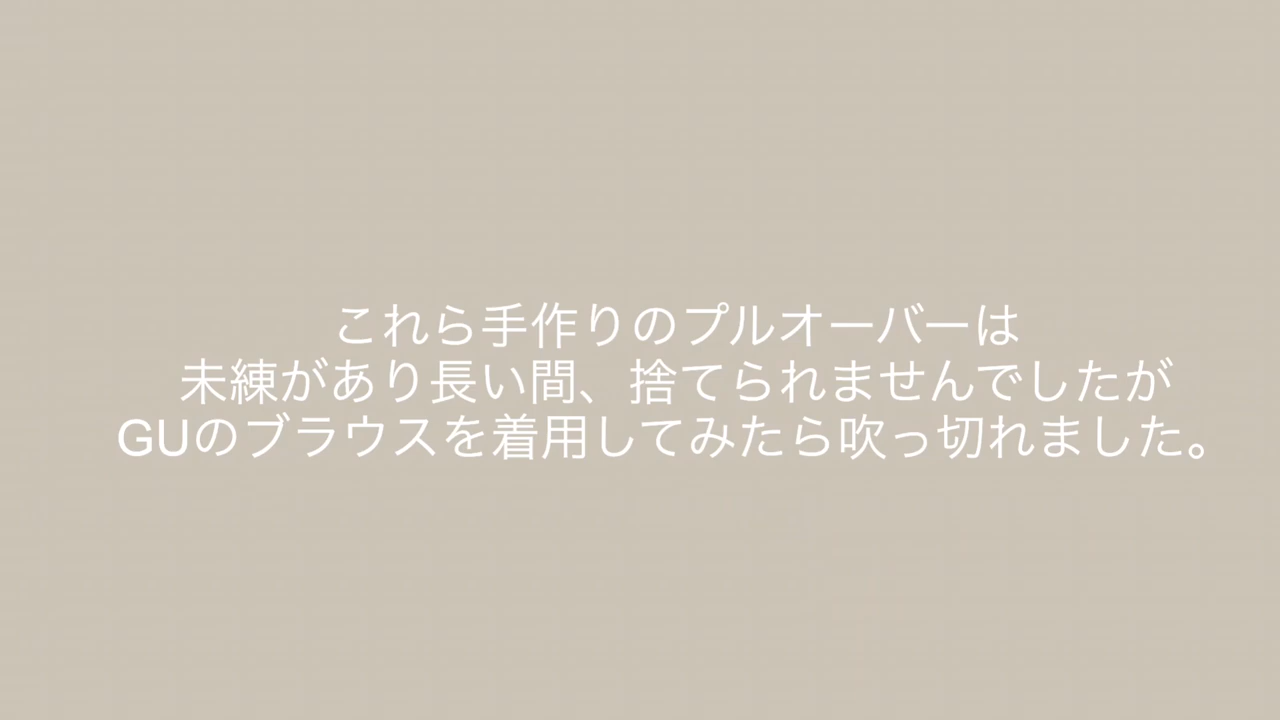 これら手作りのプルオーバーは
未練があり長い間、捨てられませんでしたが
GUのブラウスを着用してみたら吹っ切れました。